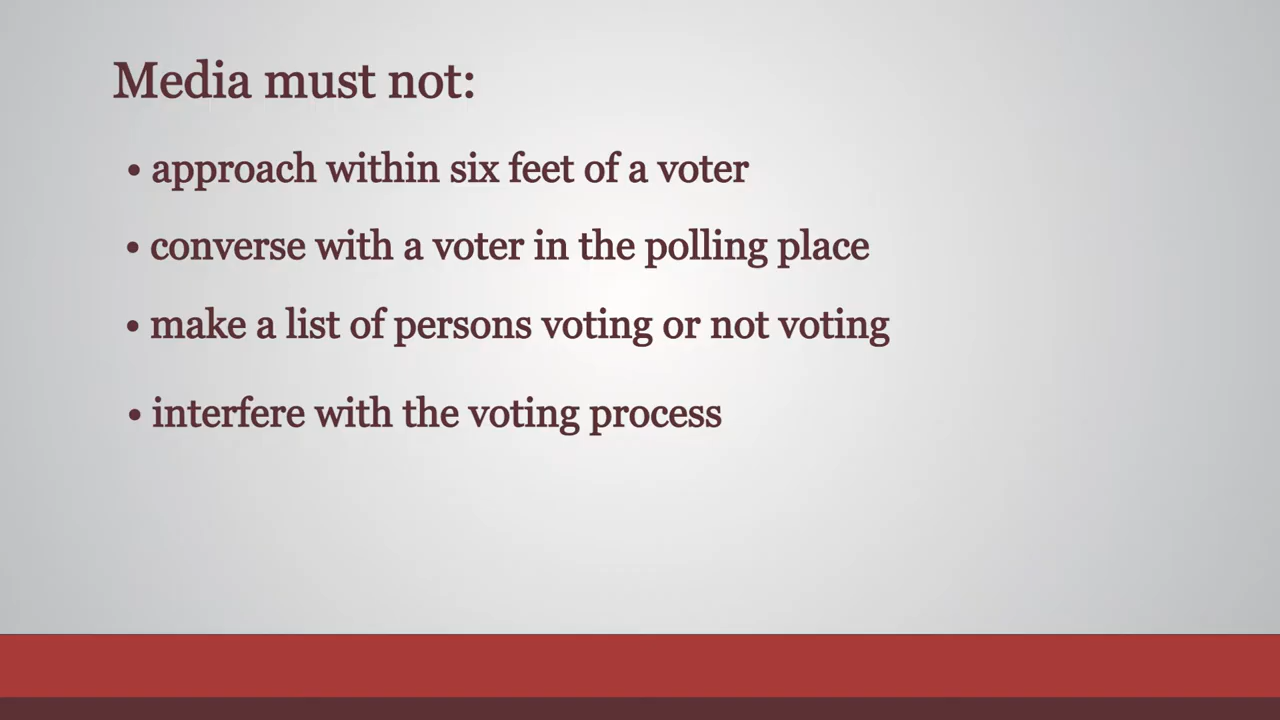 Media must not:
• approach within six feet of a voter
• converse with a voter in the polling place
• make a list of persons voting or not voting
• interfere with the voting process